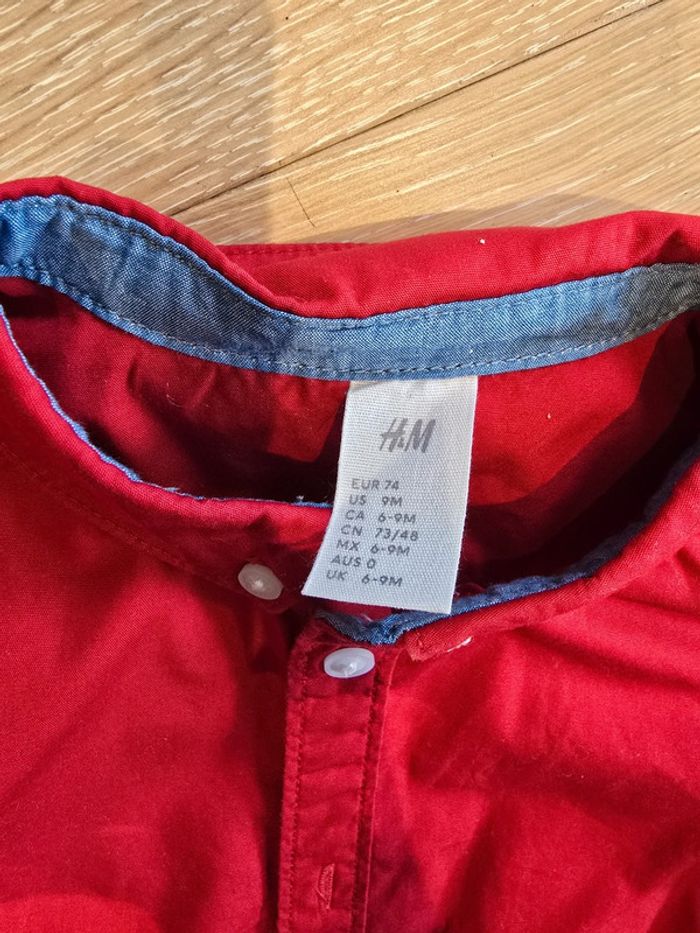 H&M
EUR 74
US 9M
CA 6-9M
CN 73/48
MX 6-9M
AUS 0
UK 6-9M